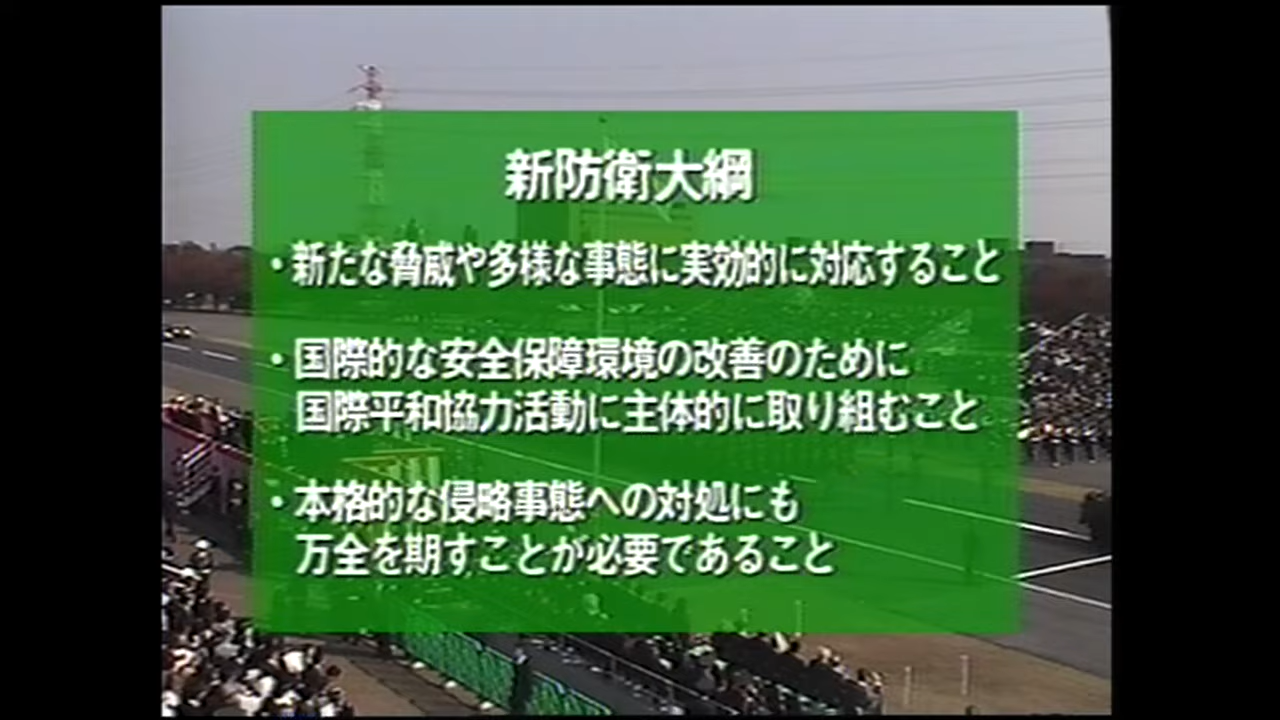 新防衛大綱
・新たな脅威や多様な事態に実効的に対応すること
・国際的な安全保障環境の改善のために
国際平和協力活動に主体的に取り組むこと
・本格的な侵略事態への対処にも
万全を期すことが必要であること